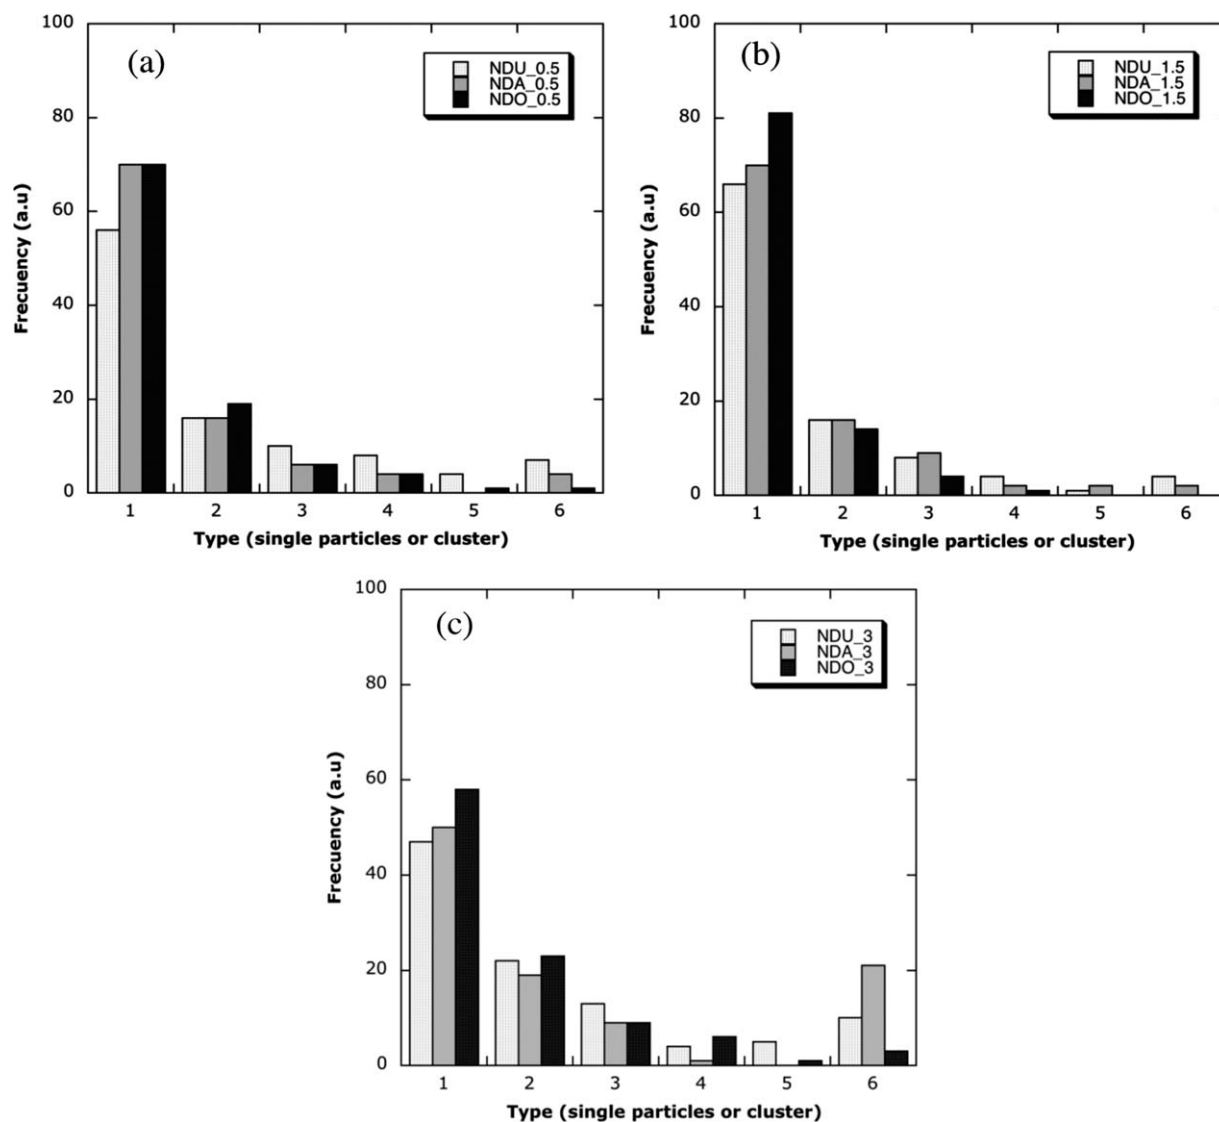 (a)
NDU_0.5
NDA_0.5
NDO_0.5
100
80
60
40
20
0
Frecuency (a.u)
1 2 3 4 5 6
Type (single particles or cluster)
(b)
NDU_1.5
NDA_1.5
NDO_1.5
100
80
60
40
20
0
Frecuency (a.u)
1 2 3 4 5 6
Type (single particles or cluster)
(c)
NDU_3
NDA_3
NDO_3
100
80
60
40
20
0
Frecuency (a.u)
1 2 3 4 5 6
Type (single particles or cluster)